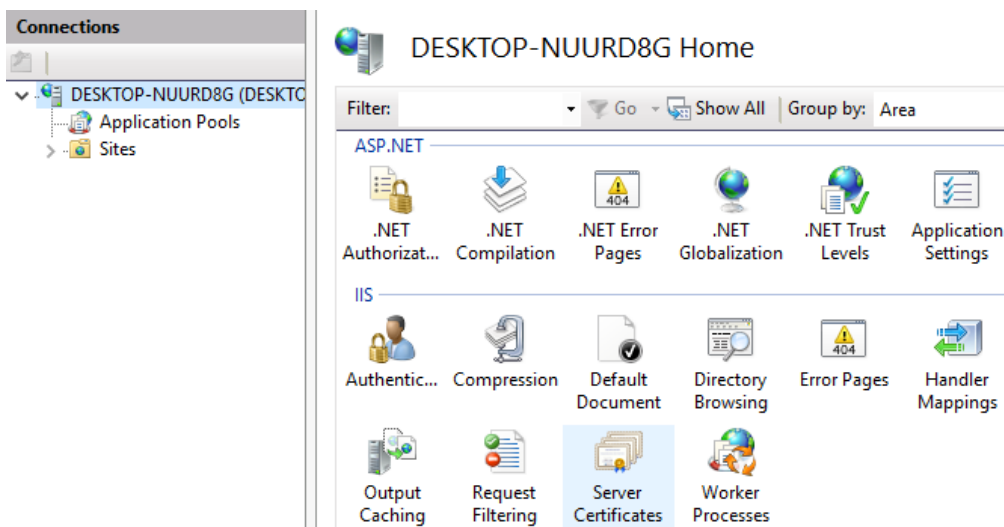 Connections
DESKTOP-NUURD8G (DESKTO
Application Pools
Sites
DESKTOP-NUURD8G Home
Filter:
Go
Show All
Group by:
Area
ASP.NET
.NET Authorizat...
.NET Compilation
.NET Error Pages
.NET Globalization
.NET Trust Levels
Application Settings
IIS
Authentic...
Compression
Default Document
Directory Browsing
404
Error Pages
Handler Mappings
Output Caching
Request Filtering
Server Certificates
Worker Processes